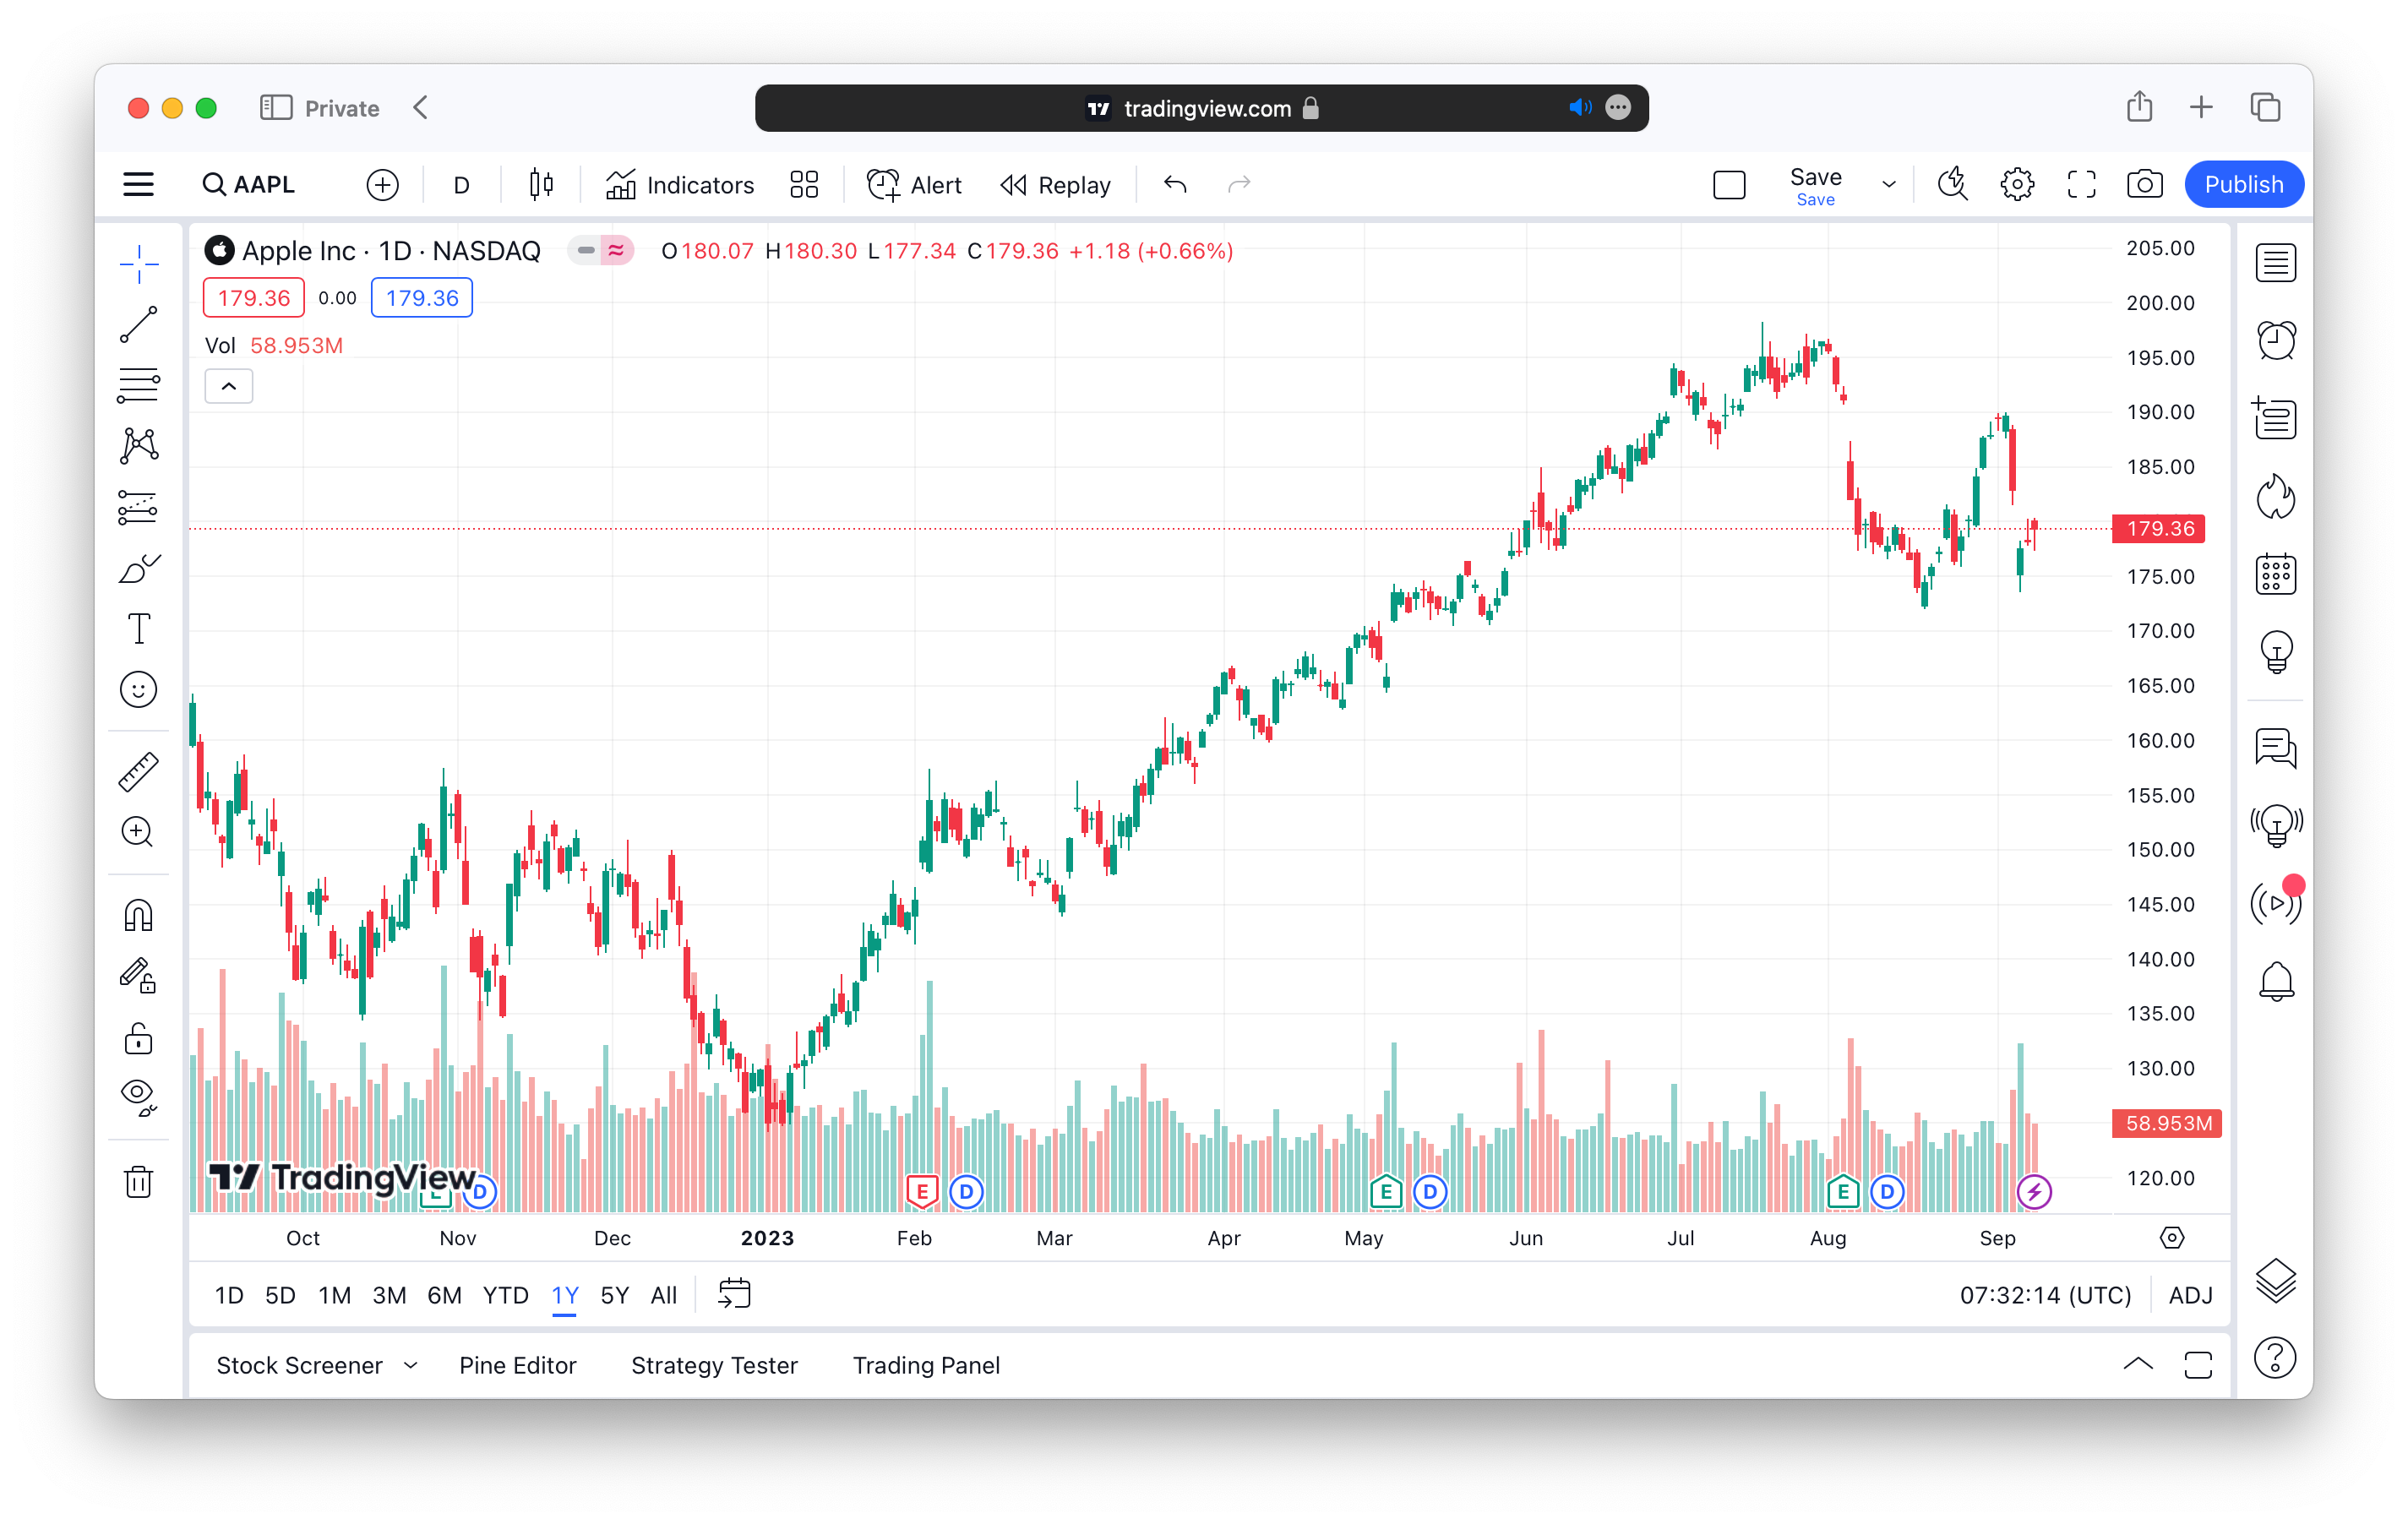 Private
tradingview.com
AAPL D Indicators Alert Replay Save Publish
Save
Apple Inc · 1D · NASDAQ O180.07 H180.30 L177.34 C179.36 +1.18 (+0.66%)
179.36 0.00 179.36
Vol 58.953M
205.00
200.00
195.00
190.00
185.00
179.36
175.00
170.00
165.00
160.00
155.00
150.00
145.00
140.00
135.00
130.00
58.953M
120.00
TradingView
E D E D E D E D
Oct Nov Dec 2023 Feb Mar Apr May Jun Jul Aug Sep
1D 5D 1M 3M 6M YTD 1Y 5Y All 07:32:14 (UTC) ADJ
Stock Screener Pine Editor Strategy Tester Trading Panel